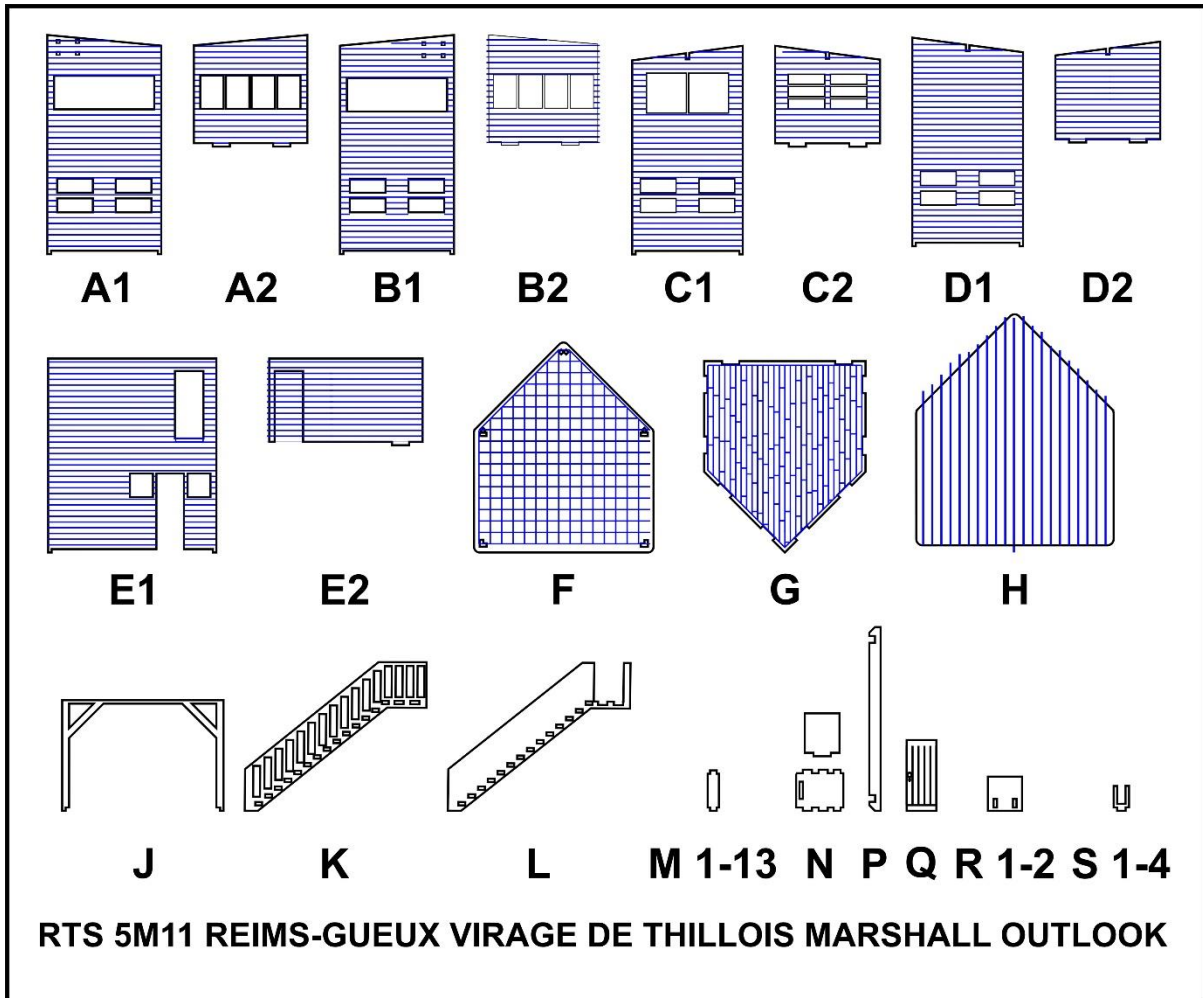 A1 A2 B1 B2 C1 C2 D1 D2
E1 E2 F G H
J K L M 1-13 N P Q R 1-2 S 1-4
RTS 5M11 REIMS-GUEUX VIRAGE DE THILLOIS MARSHALL OUTLOOK